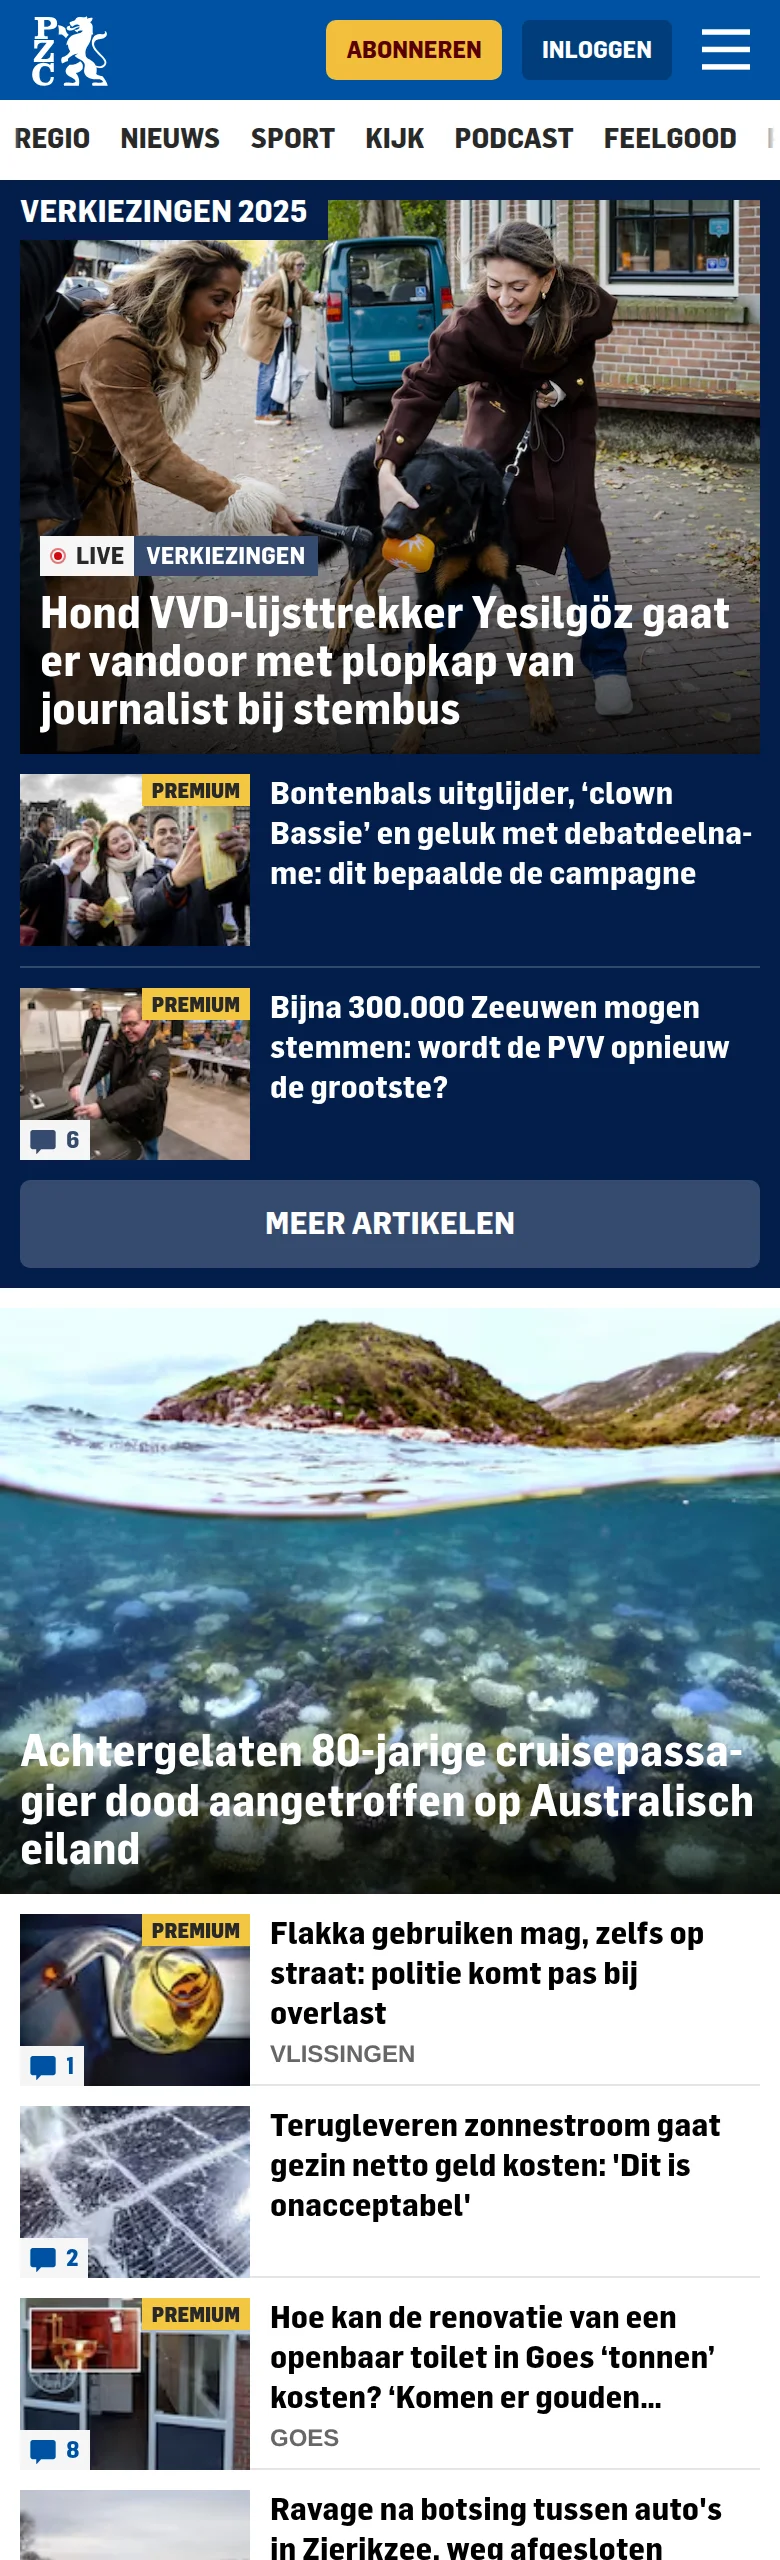 PZC
ABONNEREN
INLOGGEN
REGIO NIEUWS SPORT KIJK PODCAST FEELGOOD
VERKIEZINGEN 2025
LIVE VERKIEZINGEN
Hond VVD-lijsttrekker Yesilgöz gaat
er vandoor met plopkap van
journalist bij stembus
PREMIUM
Bontenbals uitglijder, ‘clown
Bassie’ en geluk met debatdeelna-
me: dit bepaalde de campagne
PREMIUM
6
Bijna 300.000 Zeeuwen mogen
stemmen: wordt de PVV opnieuw
de grootste?
MEER ARTIKELEN
Achtergelaten 80-jarige cruisepassa-
gier dood aangetroffen op Australisch
eiland
PREMIUM
1
Flakka gebruiken mag, zelfs op
straat: politie komt pas bij
overlast
VLISSINGEN
2
Terugleveren zonnestroom gaat
gezin netto geld kosten: 'Dit is
onacceptabel'
PREMIUM
8
Hoe kan de renovatie van een
openbaar toilet in Goes ‘tonnen’
kosten? ‘Komen er gouden...
GOES
Ravage na botsing tussen auto's
in Zierikzee, weg afgesloten